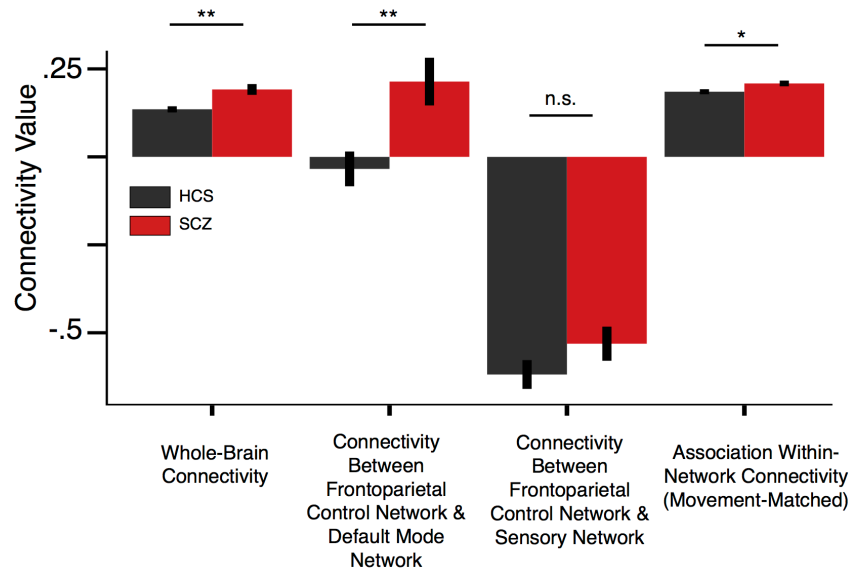 **
**
n.s.
*
.25
-.5
Connectivity Value
HCS
SCZ
Whole-Brain
Connectivity
Connectivity
Between
Frontoparietal
Control Network &
Default Mode
Network
Connectivity
Between
Frontoparietal
Control Network &
Sensory Network
Association Within-
Network Connectivity
(Movement-Matched)